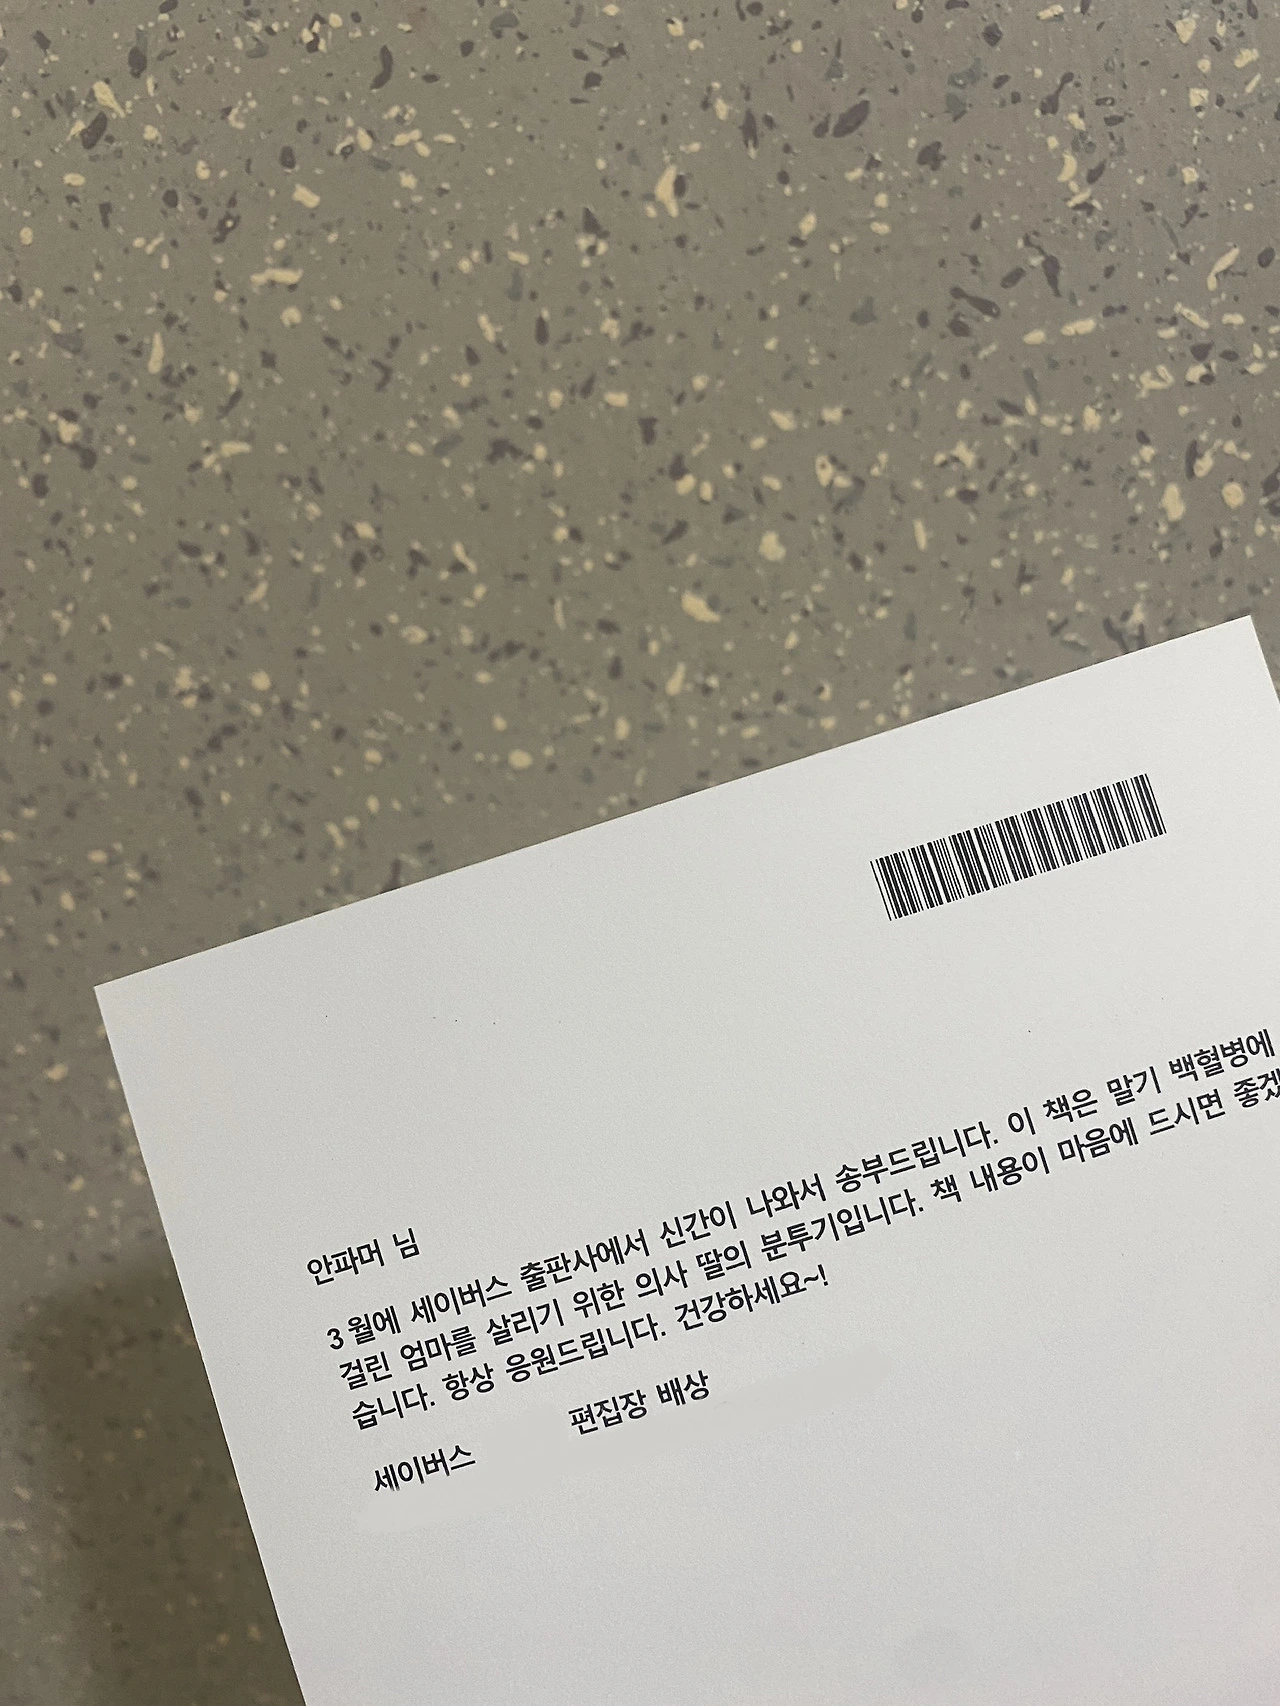 안파머 님
3월에 세이버스 출판사에서 신간이 나와서 송부드립니다. 이 책은 말기 백혈병에
걸린 엄마를 살리기 위한 의사 딸의 분투기입니다. 책 내용이 마음에 드시면 좋겠
습니다. 항상 응원드립니다. 건강하세요~!
세이버스 편집장 배상